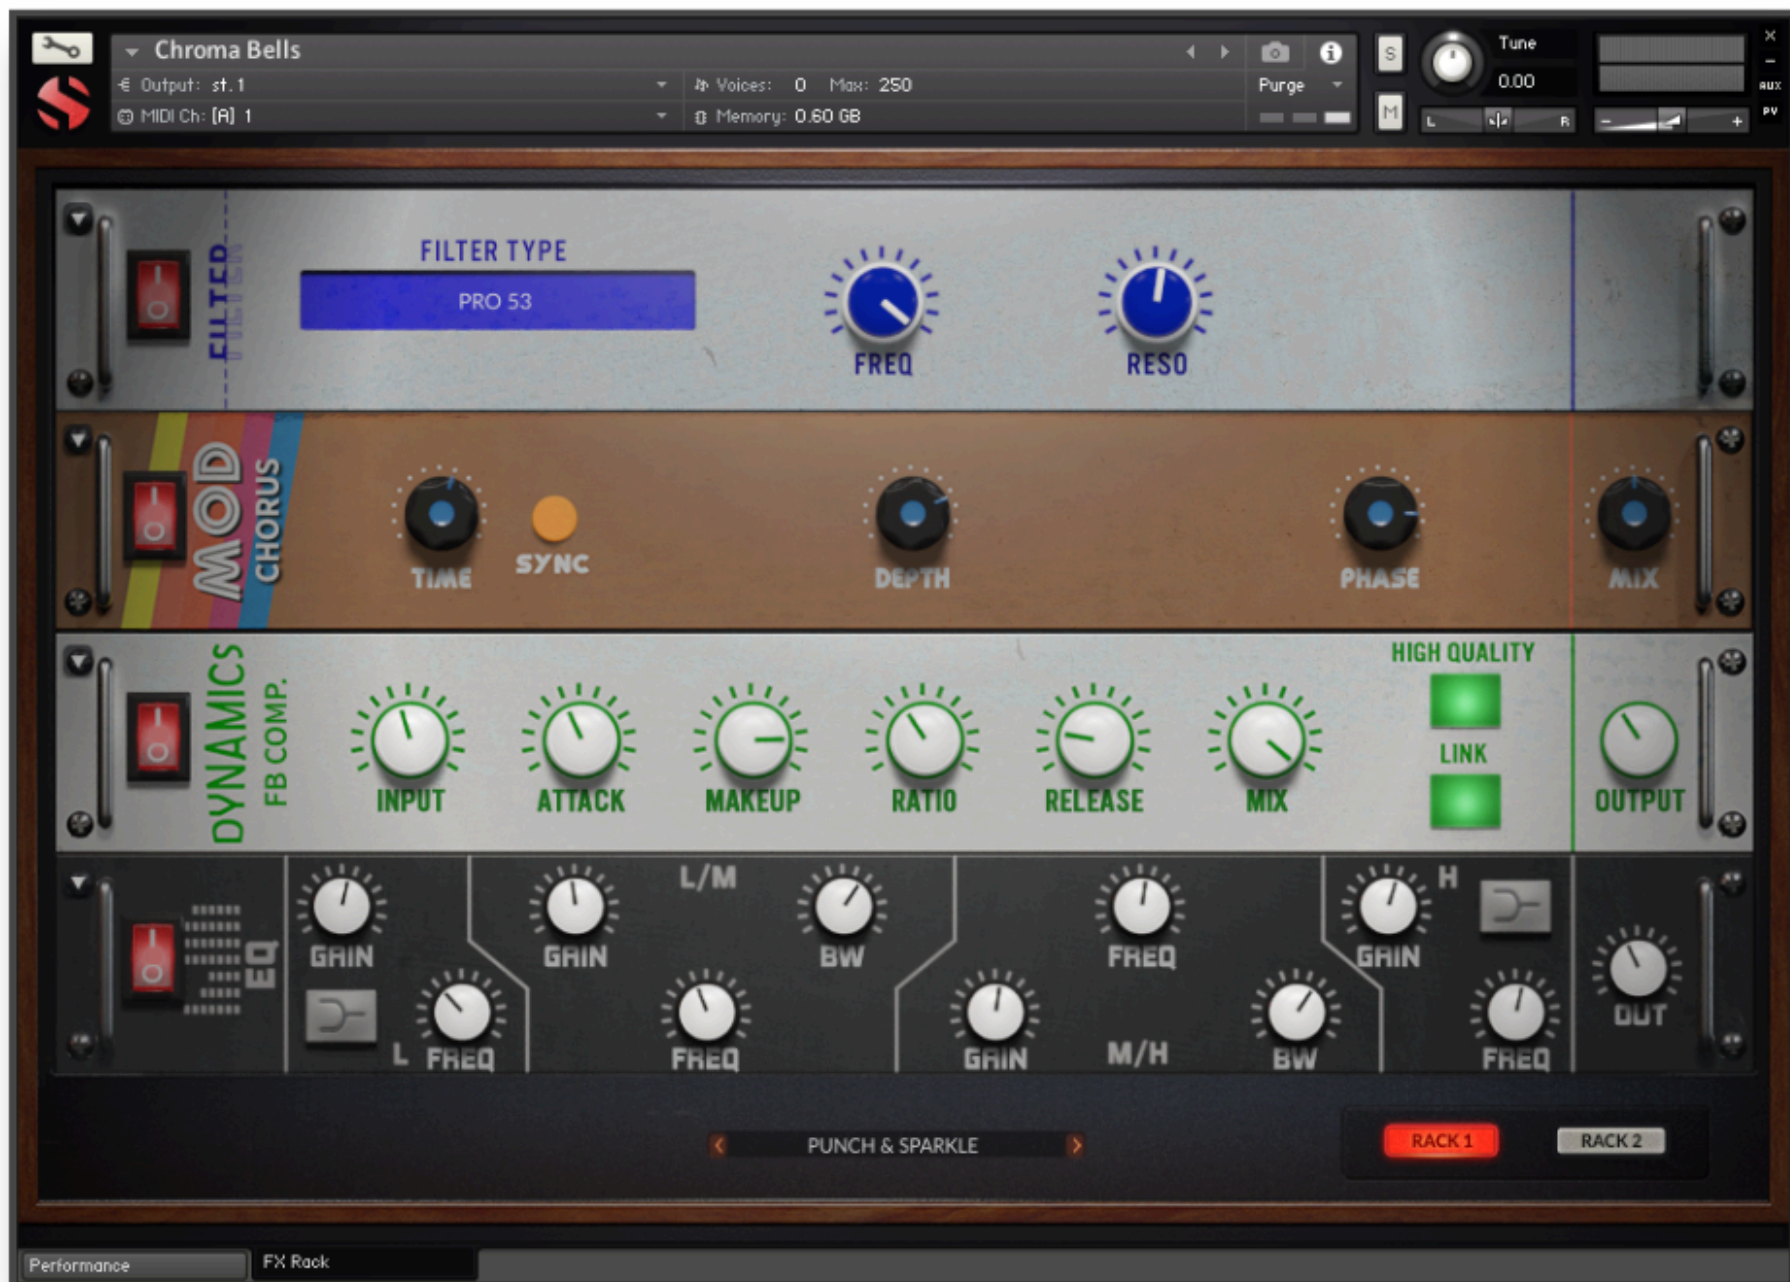 Chroma Bells
Output: st.1
Voices: 0 Max: 250
Purge
MIDI Ch: [A] 1
Memory: 0.60 GB
S
M
Tune
0.00
L R
- +
x
-
AUX
PV
FILTER
FILTER TYPE
PRO 53
FREQ
RESO
MOD
CHORUS
TIME
SYNC
DEPTH
PHASE
MIX
DYNAMICS
FB COMP.
INPUT
ATTACK
MAKEUP
RATIO
RELEASE
MIX
HIGH QUALITY
LINK
OUTPUT
EQ
GAIN
L FREQ
L/M
GAIN
BW
FREQ
FREQ
GAIN
M/H
BW
H
GAIN
FREQ
OUT
< PUNCH & SPARKLE >
RACK 1
RACK 2
Performance
FX Rack